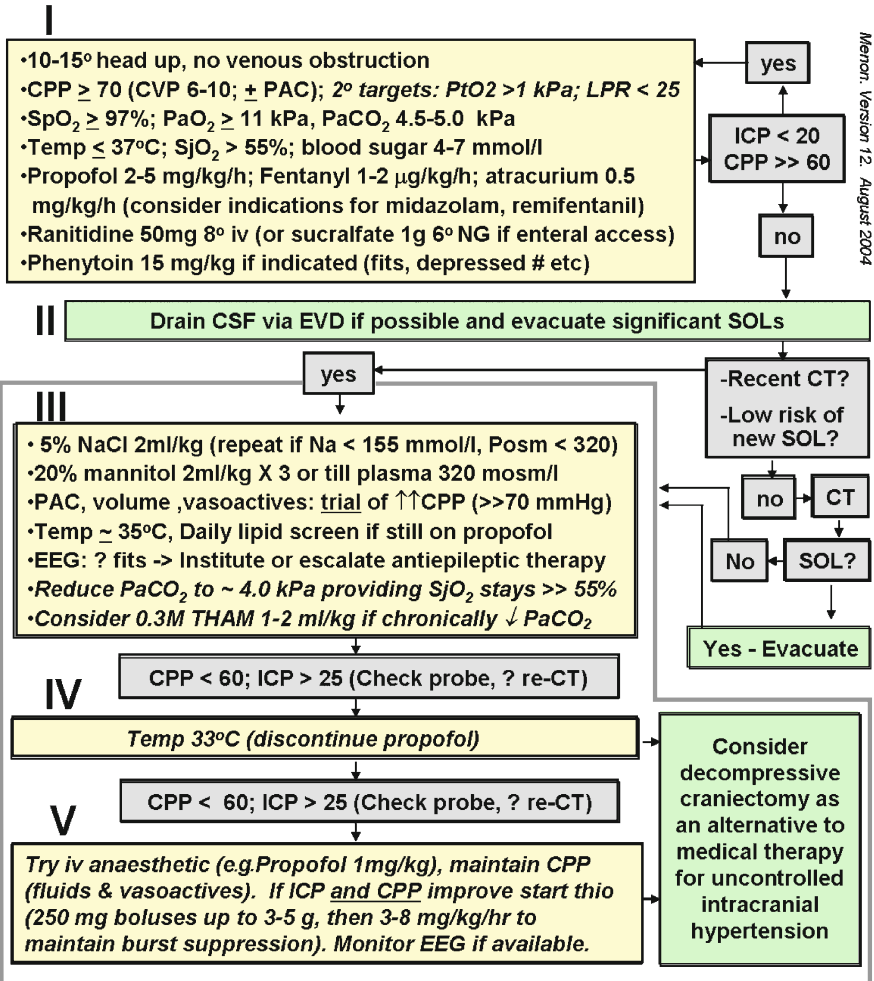 I
•10-15º head up, no venous obstruction
•CPP ≥ 70 (CVP 6-10; ± PAC); 2º targets: PtO2 >1 kPa; LPR < 25
•SpO₂ ≥ 97%; PaO₂ ≥ 11 kPa, PaCO₂ 4.5-5.0 kPa
•Temp ≤ 37ºC; SjO₂ > 55%; blood sugar 4-7 mmol/l
•Propofol 2-5 mg/kg/h; Fentanyl 1-2 μg/kg/h; atracurium 0.5
mg/kg/h (consider indications for midazolam, remifentanil)
•Ranitidine 50mg 8º iv (or sucralfate 1g 6º NG if enteral access)
•Phenytoin 15 mg/kg if indicated (fits, depressed # etc)
yes
ICP < 20
CPP >> 60
no
Menon. Version 12. August 2004
II
Drain CSF via EVD if possible and evacuate significant SOLs
yes
-Recent CT?
-Low risk of
new SOL?
no
CT
No
SOL?
Yes - Evacuate
III
• 5% NaCl 2ml/kg (repeat if Na < 155 mmol/l, Posm < 320)
•20% mannitol 2ml/kg X 3 or till plasma 320 mosm/l
•PAC, volume ,vasoactives: trial of ↑↑CPP (>>70 mmHg)
•Temp ~ 35ºC, Daily lipid screen if still on propofol
•EEG: ? fits -> Institute or escalate antiepileptic therapy
•Reduce PaCO₂ to ~ 4.0 kPa providing SjO₂ stays >> 55%
•Consider 0.3M THAM 1-2 ml/kg if chronically ↓ PaCO₂
CPP < 60; ICP > 25 (Check probe, ? re-CT)
IV
Temp 33ºC (discontinue propofol)
CPP < 60; ICP > 25 (Check probe, ? re-CT)
V
Try iv anaesthetic (e.g.Propofol 1mg/kg), maintain CPP
(fluids & vasoactives). If ICP and CPP improve start thio
(250 mg boluses up to 3-5 g, then 3-8 mg/kg/hr to
maintain burst suppression). Monitor EEG if available.
Consider
decompressive
craniectomy as
an alternative to
medical therapy
for uncontrolled
intracranial
hypertension